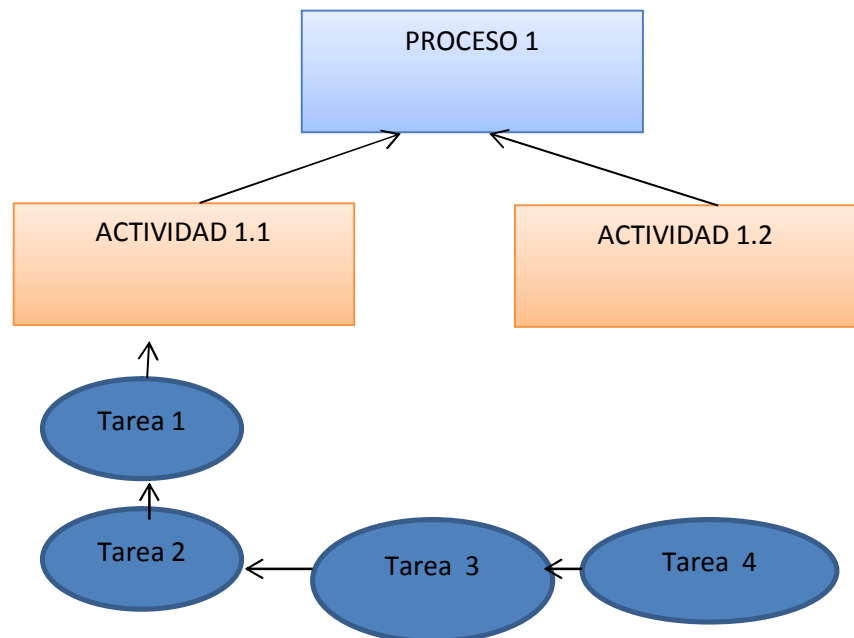 PROCESO 1
ACTIVIDAD 1.1
ACTIVIDAD 1.2
Tarea 1
Tarea 2
Tarea 3
Tarea 4